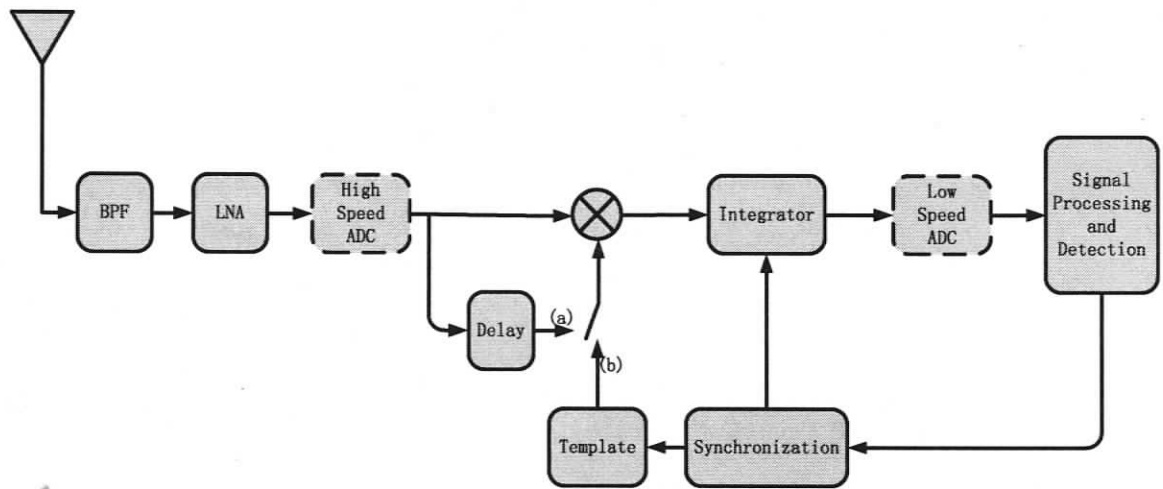 BPF
LNA
High
Speed
ADC
Integrator
Low
Speed
ADC
Signal
Processing
and
Detection
Delay
(a)
(b)
Template
Synchronization